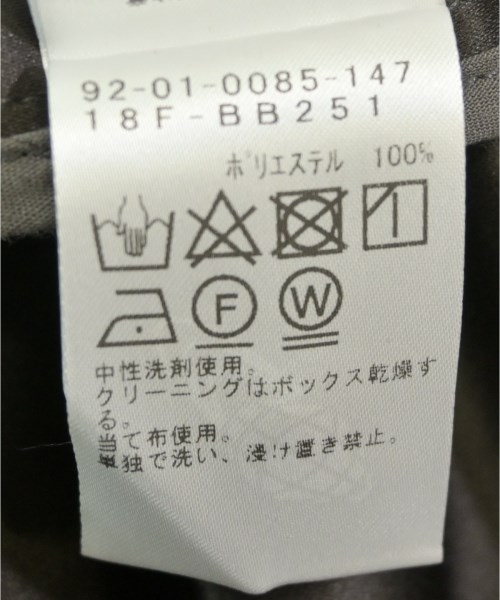 92-01-0085-147
18F-BB251
ポリエステル 100%
F W
中性洗剤使用。
クリーニングはボックス乾燥す
る。
当て布使用。
単独で洗い、浸け置き禁止。